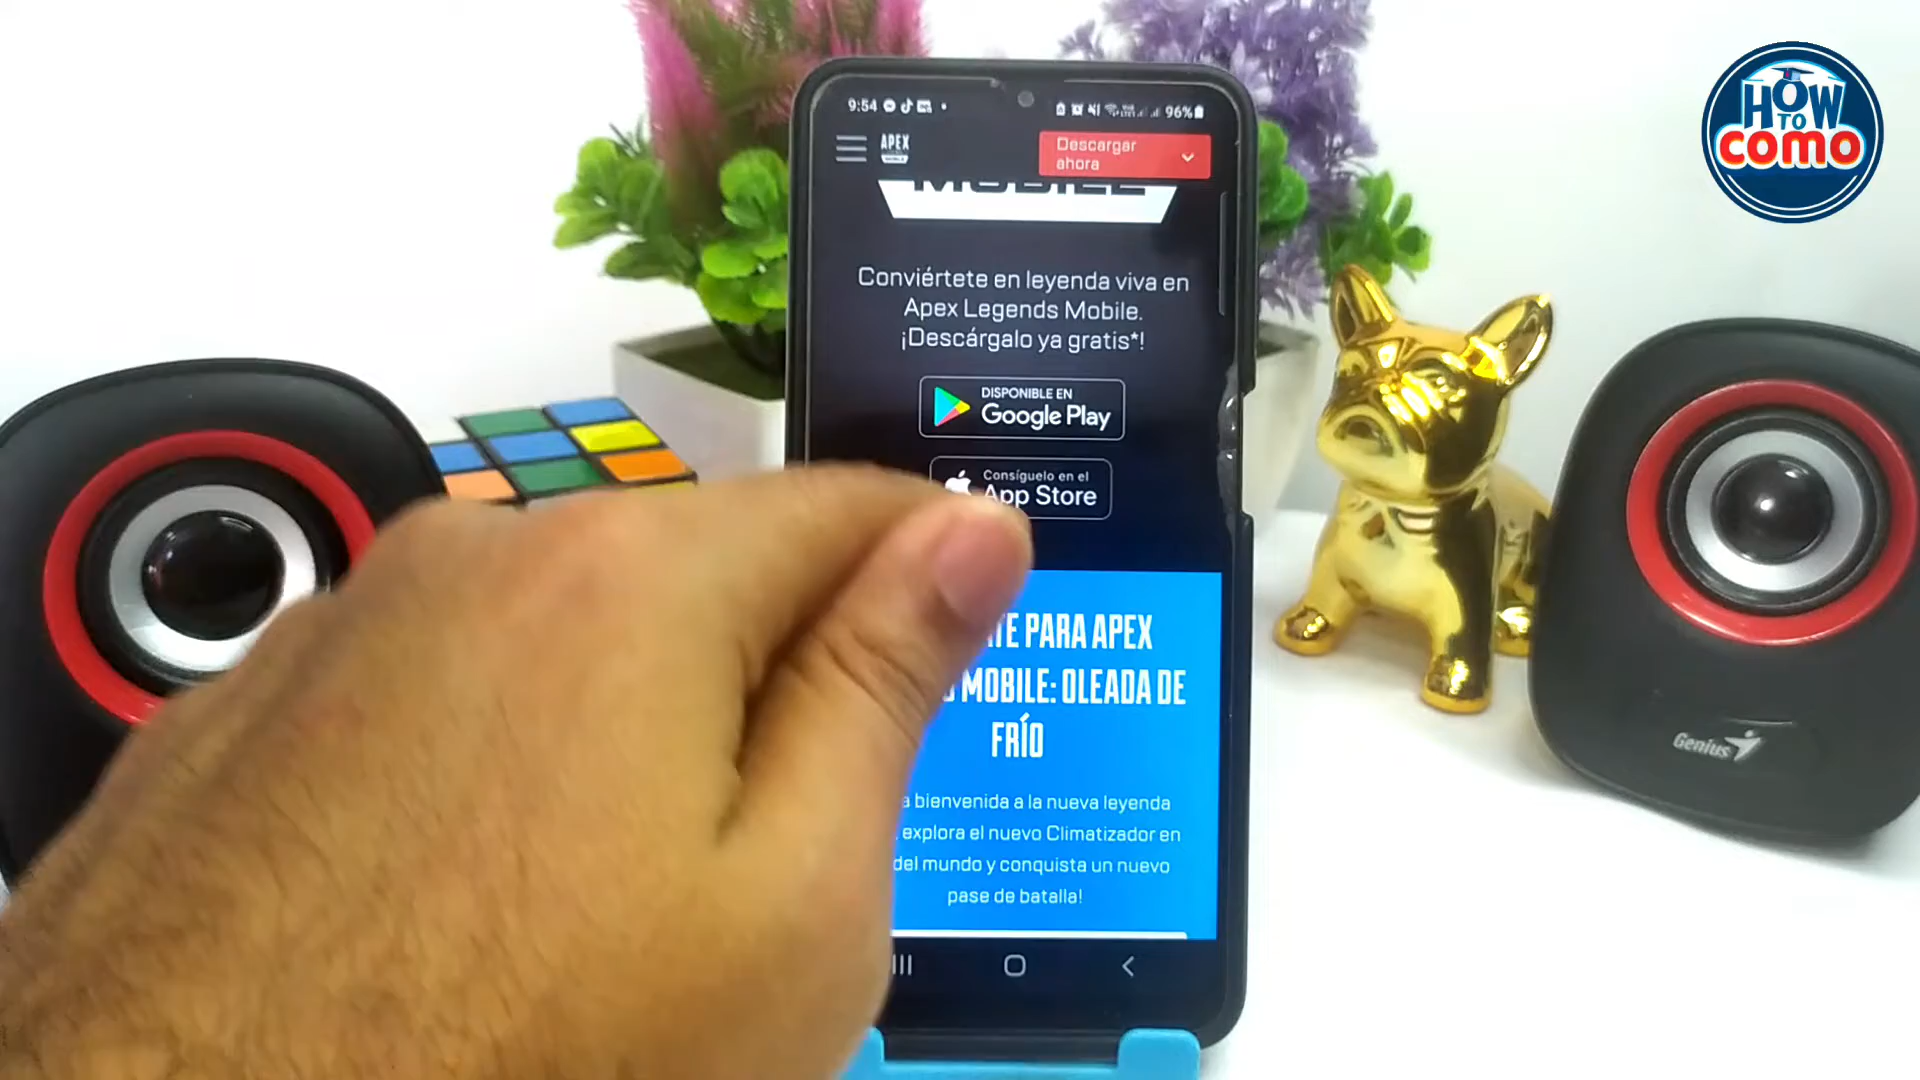 HOW
TO
como
9:54
96%
APEX
Descargar
ahora
MOBILE
Conviértete en leyenda viva en
Apex Legends Mobile.
¡Descárgalo ya gratis*!
DISPONIBLE EN
Google Play
Consíguelo en el
App Store
PARA APEX
MOBILE: OLEADA DE
FRÍO
a bienvenida a la nueva leyenda
explora el nuevo Climatizador en
del mundo y conquista un nuevo
pase de batalla!
Genius